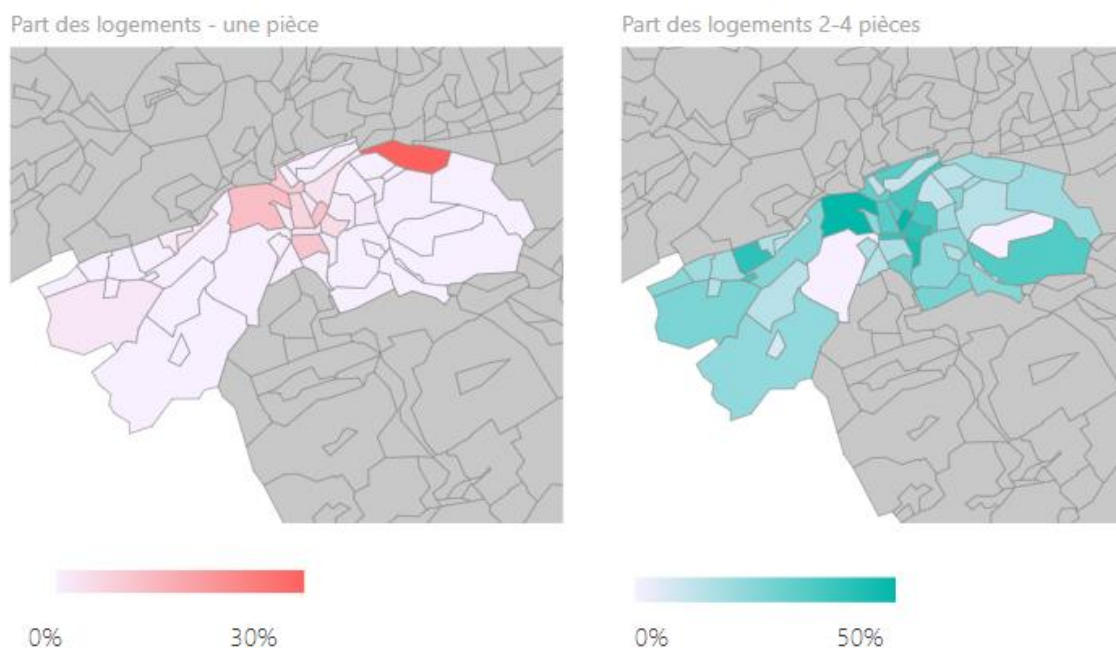 Part des logements - une pièce
Part des logements 2-4 pièces
0% 30%
0% 50%